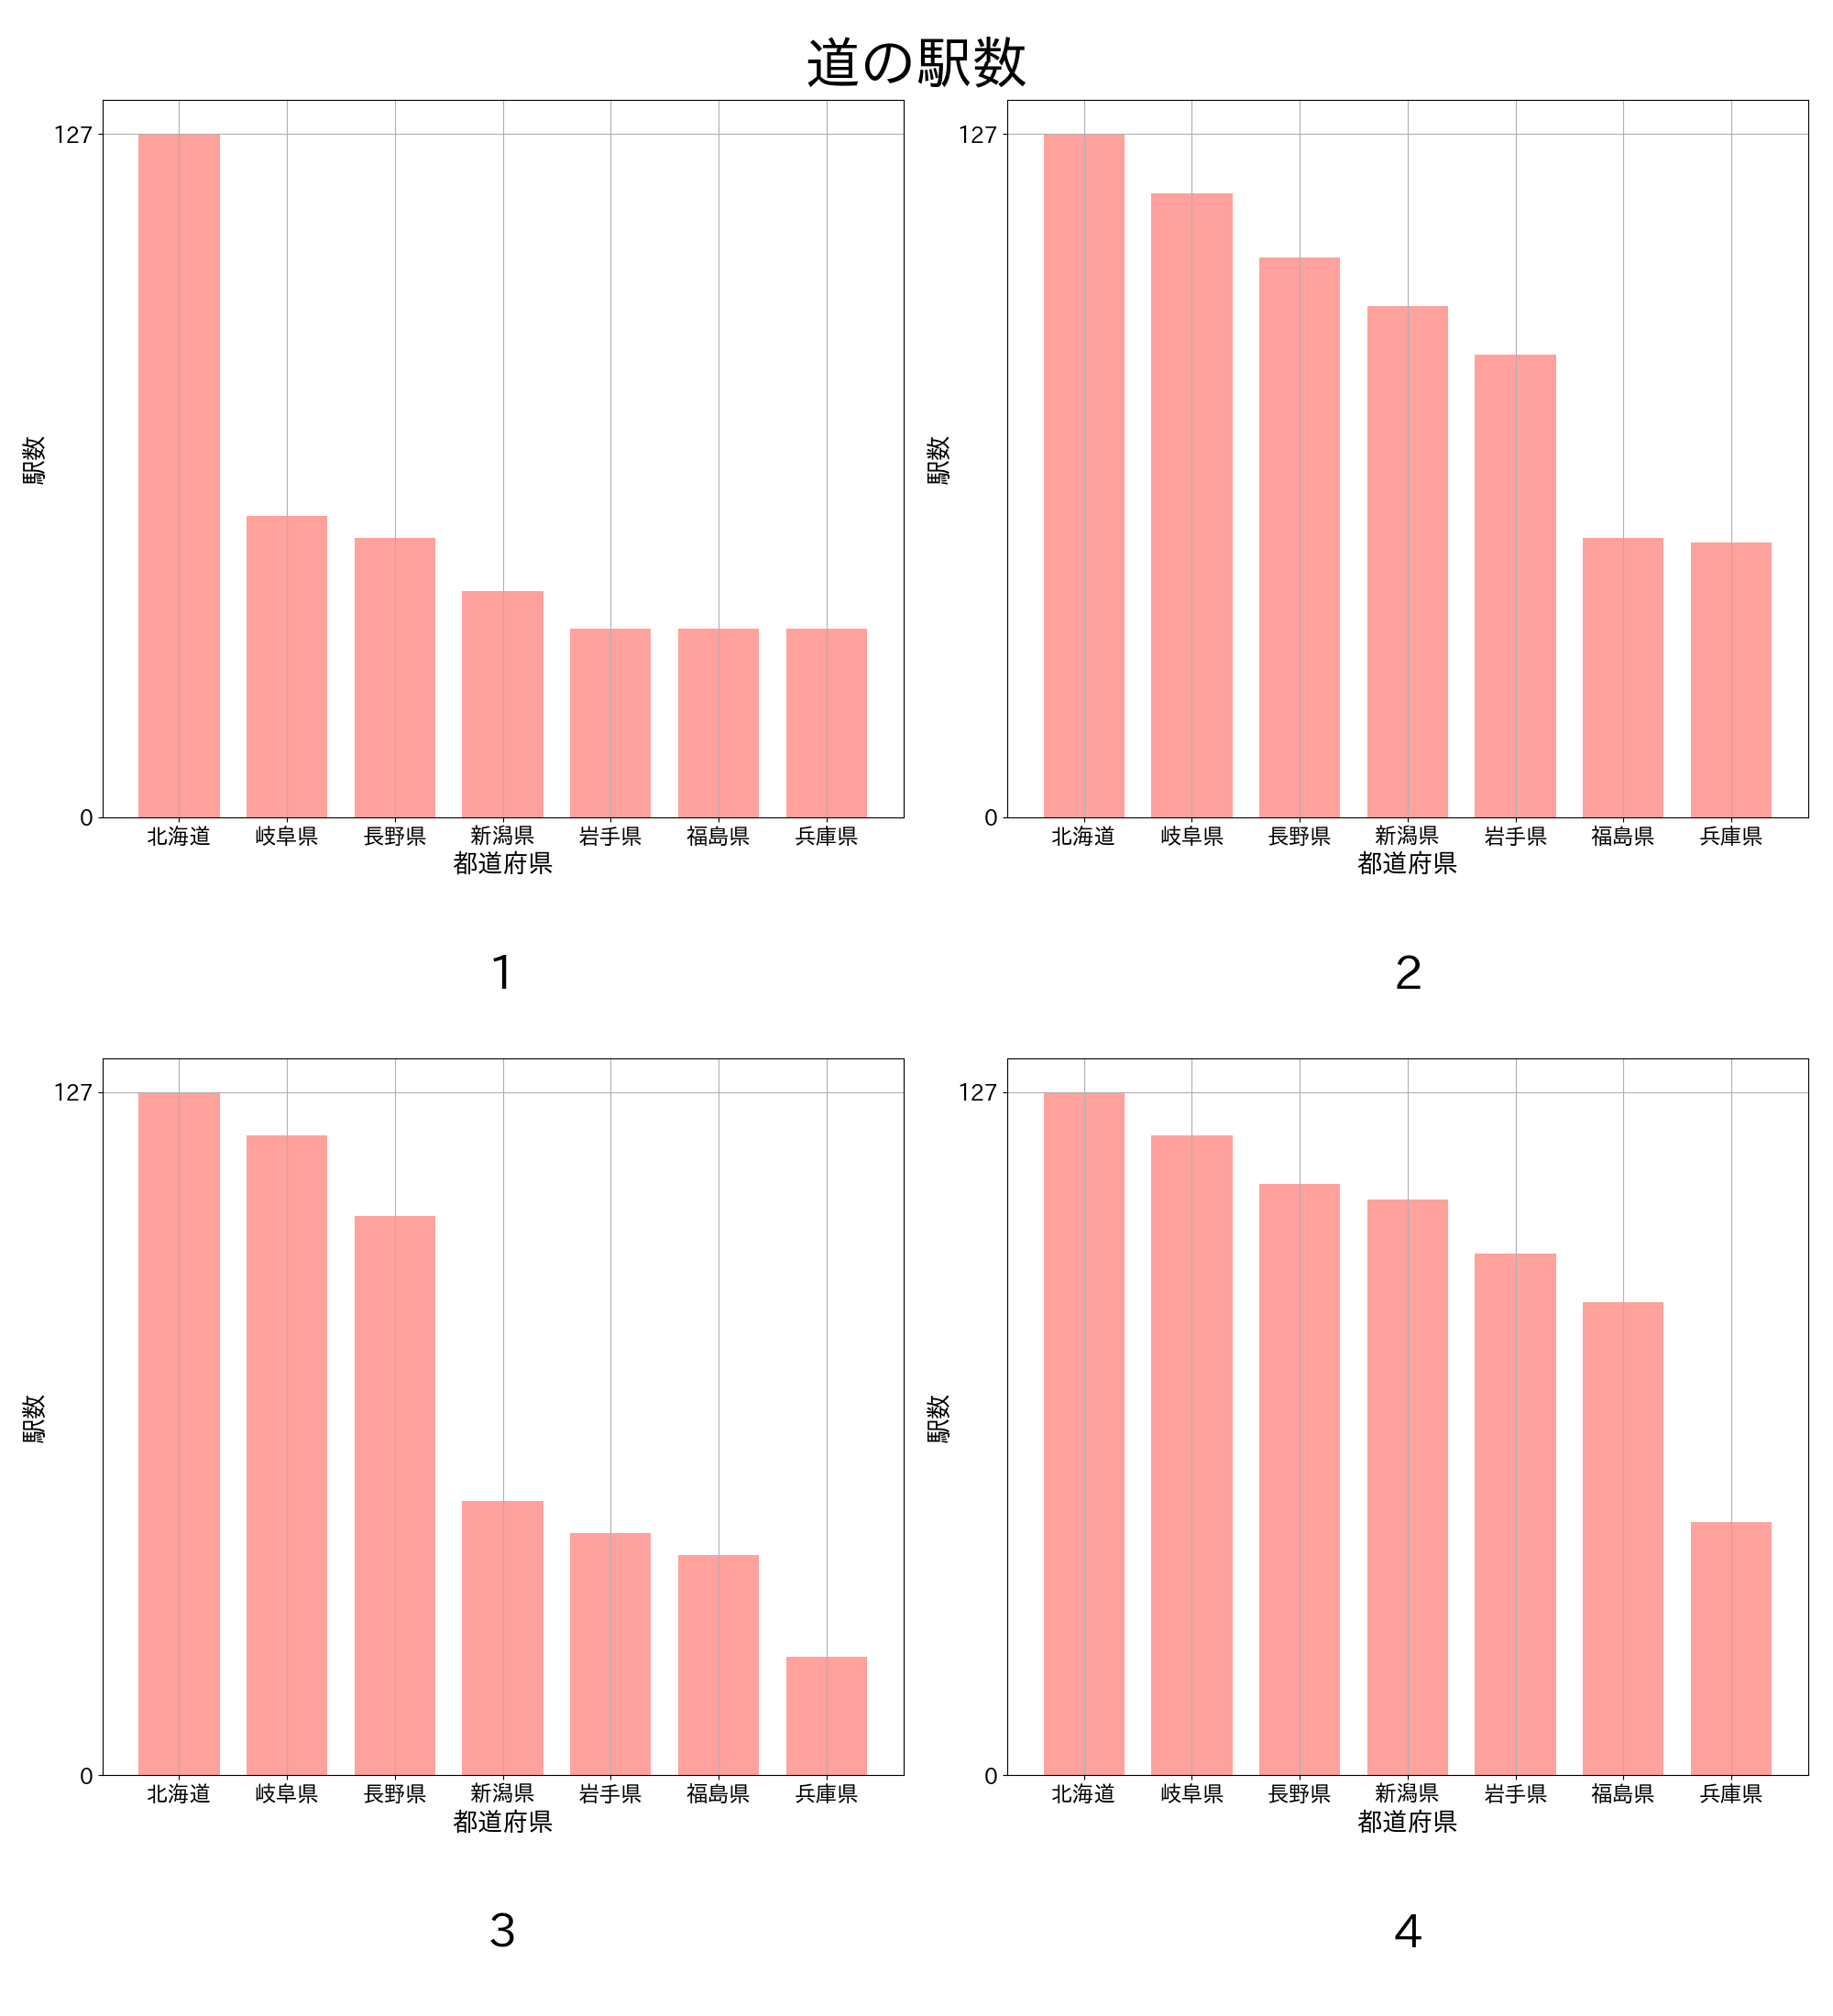 道の駅数
127
0
駅数
北海道 岐阜県 長野県 新潟県 岩手県 福島県 兵庫県
都道府県
1
127
0
駅数
北海道 岐阜県 長野県 新潟県 岩手県 福島県 兵庫県
都道府県
2
127
0
駅数
北海道 岐阜県 長野県 新潟県 岩手県 福島県 兵庫県
都道府県
3
127
0
駅数
北海道 岐阜県 長野県 新潟県 岩手県 福島県 兵庫県
都道府県
4